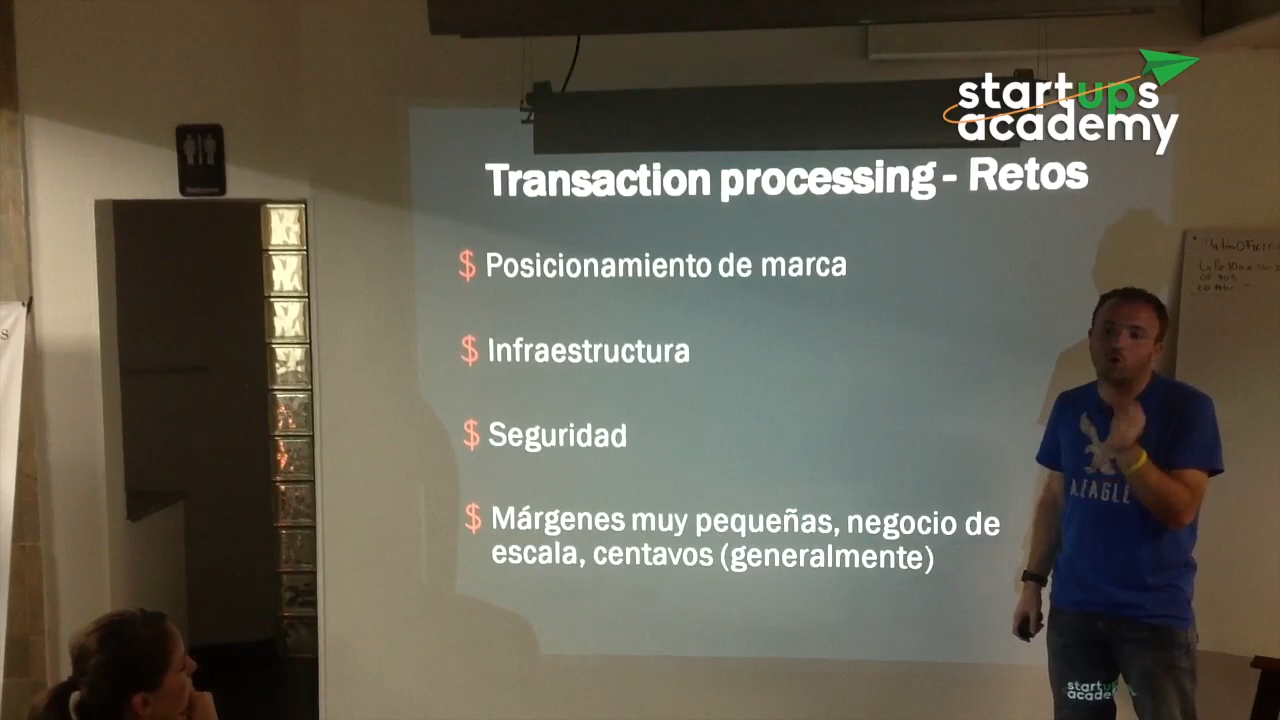 startups
academy
Transaction processing - Retos
$ Posicionamiento de marca
$ Infraestructura
$ Seguridad
$ Márgenes muy pequeñas, negocio de
escala, centavos (generalmente)
A.EAGLE
startups